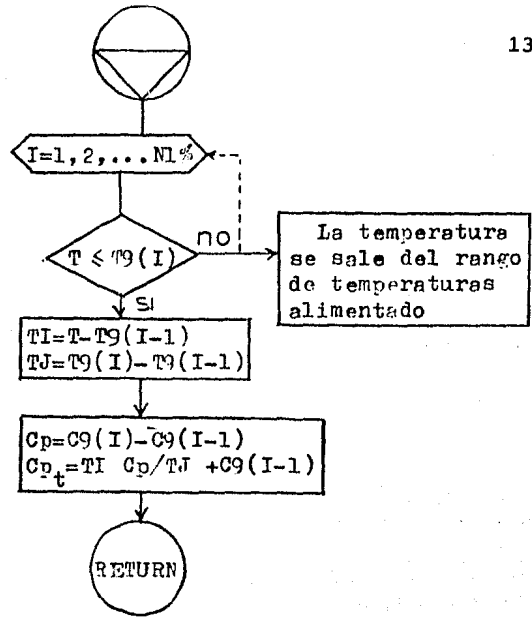 13
I=1,2,... N1%
T ≤ T9(I)
no
La temperatura
se sale del rango
de temperaturas
alimentado
si
TI=T-T9(I-1)
TJ=T9(I)-T9(I-1)
Cp=C9(I)-C9(I-1)
Cpt=TI Cp/TJ +C9(I-1)
RETURN